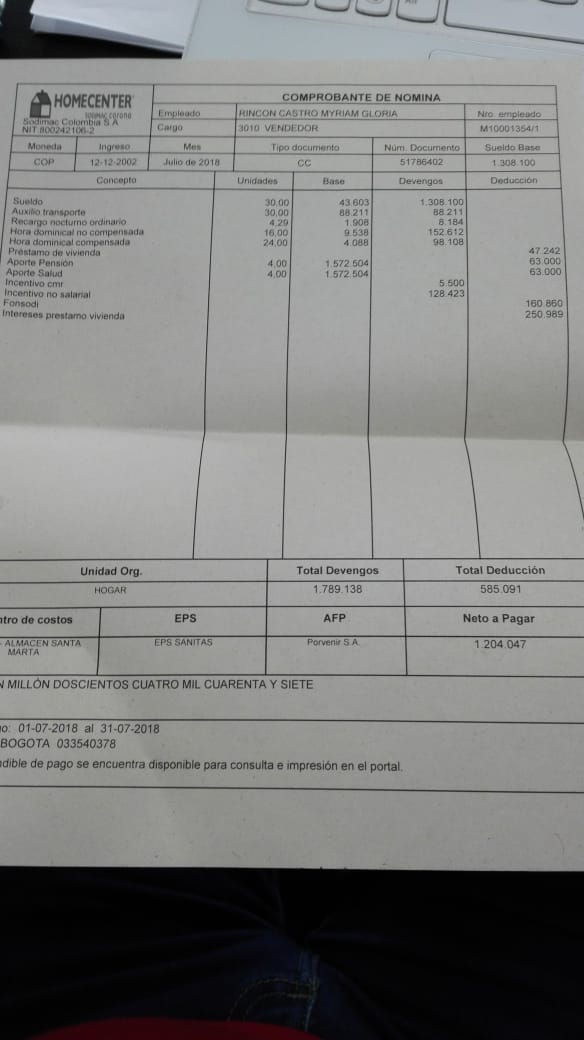 HOMECENTER
SODIMAC corona
Sodimac Colombia S A
NIT 800242106-2
COMPROBANTE DE NOMINA
Empleado RINCON CASTRO MYRIAM GLORIA Nro. empleado
Cargo 3010 VENDEDOR M10001354/1
Moneda Ingreso Mes Tipo documento Núm. Documento Sueldo Base
COP 12-12-2002 Julio de 2018 CC 51786402 1.308.100
Concepto Unidades Base Devengos Deducción
Sueldo 30,00 43.603 1.308.100
Auxilio transporte 30,00 88.211 88.211
Recargo nocturno ordinario 4,29 1.908 8.184
Hora dominical no compensada 16,00 9.538 152.612
Hora dominical compensada 24,00 4.088 98.108
Préstamo de vivienda 47.242
Aporte Pensión 4,00 1.572.504 63.000
Aporte Salud 4,00 1.572.504 63.000
Incentivo cmr 5.500
Incentivo no salarial 128.423
Fonsodi 160.860
Intereses prestamo vivienda 250.989
Unidad Org. Total Devengos Total Deducción
HOGAR 1.789.138 585.091
ntro de costos EPS AFP Neto a Pagar
- ALMACEN SANTA MARTA EPS SANITAS Porvenir S.A. 1.204.047
N MILLÓN DOSCIENTOS CUATRO MIL CUARENTA Y SIETE
go: 01-07-2018 al 31-07-2018
BOGOTA 033540378
ndible de pago se encuentra disponible para consulta e impresión en el portal.